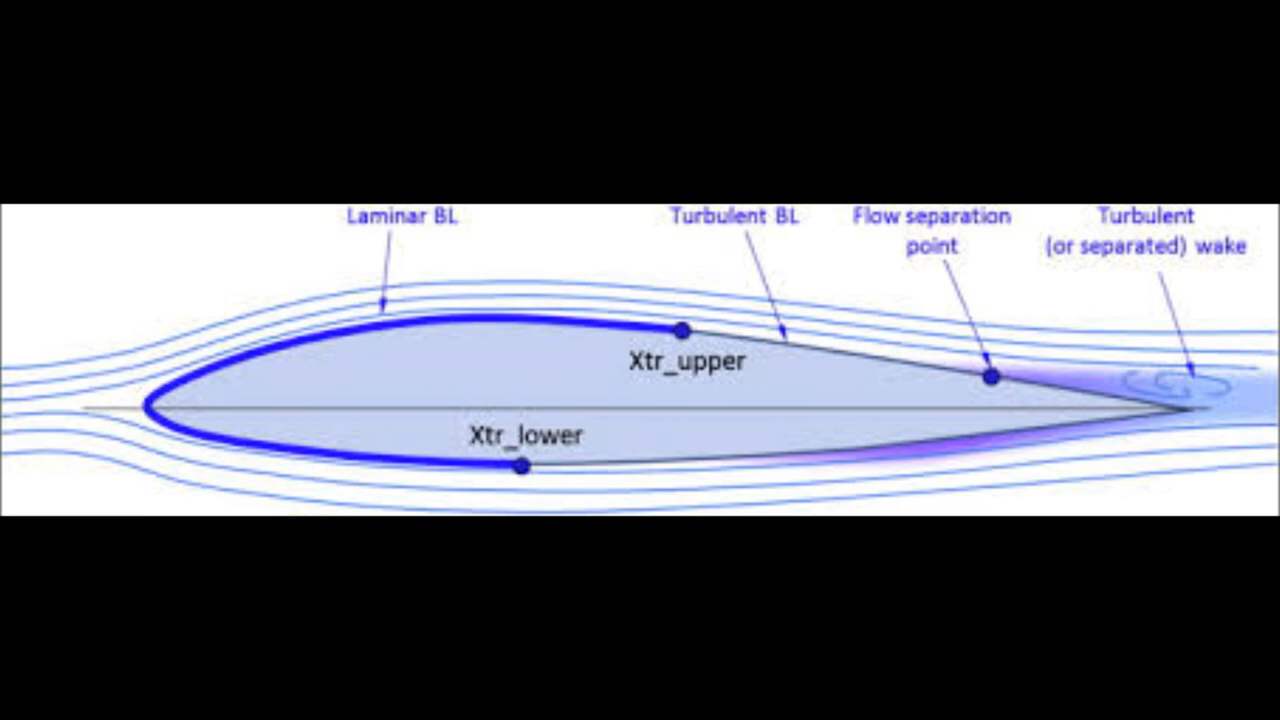 Laminar BL
Turbulent BL
Flow separation
point
Turbulent
(or separated) wake
Xtr_upper
Xtr_lower